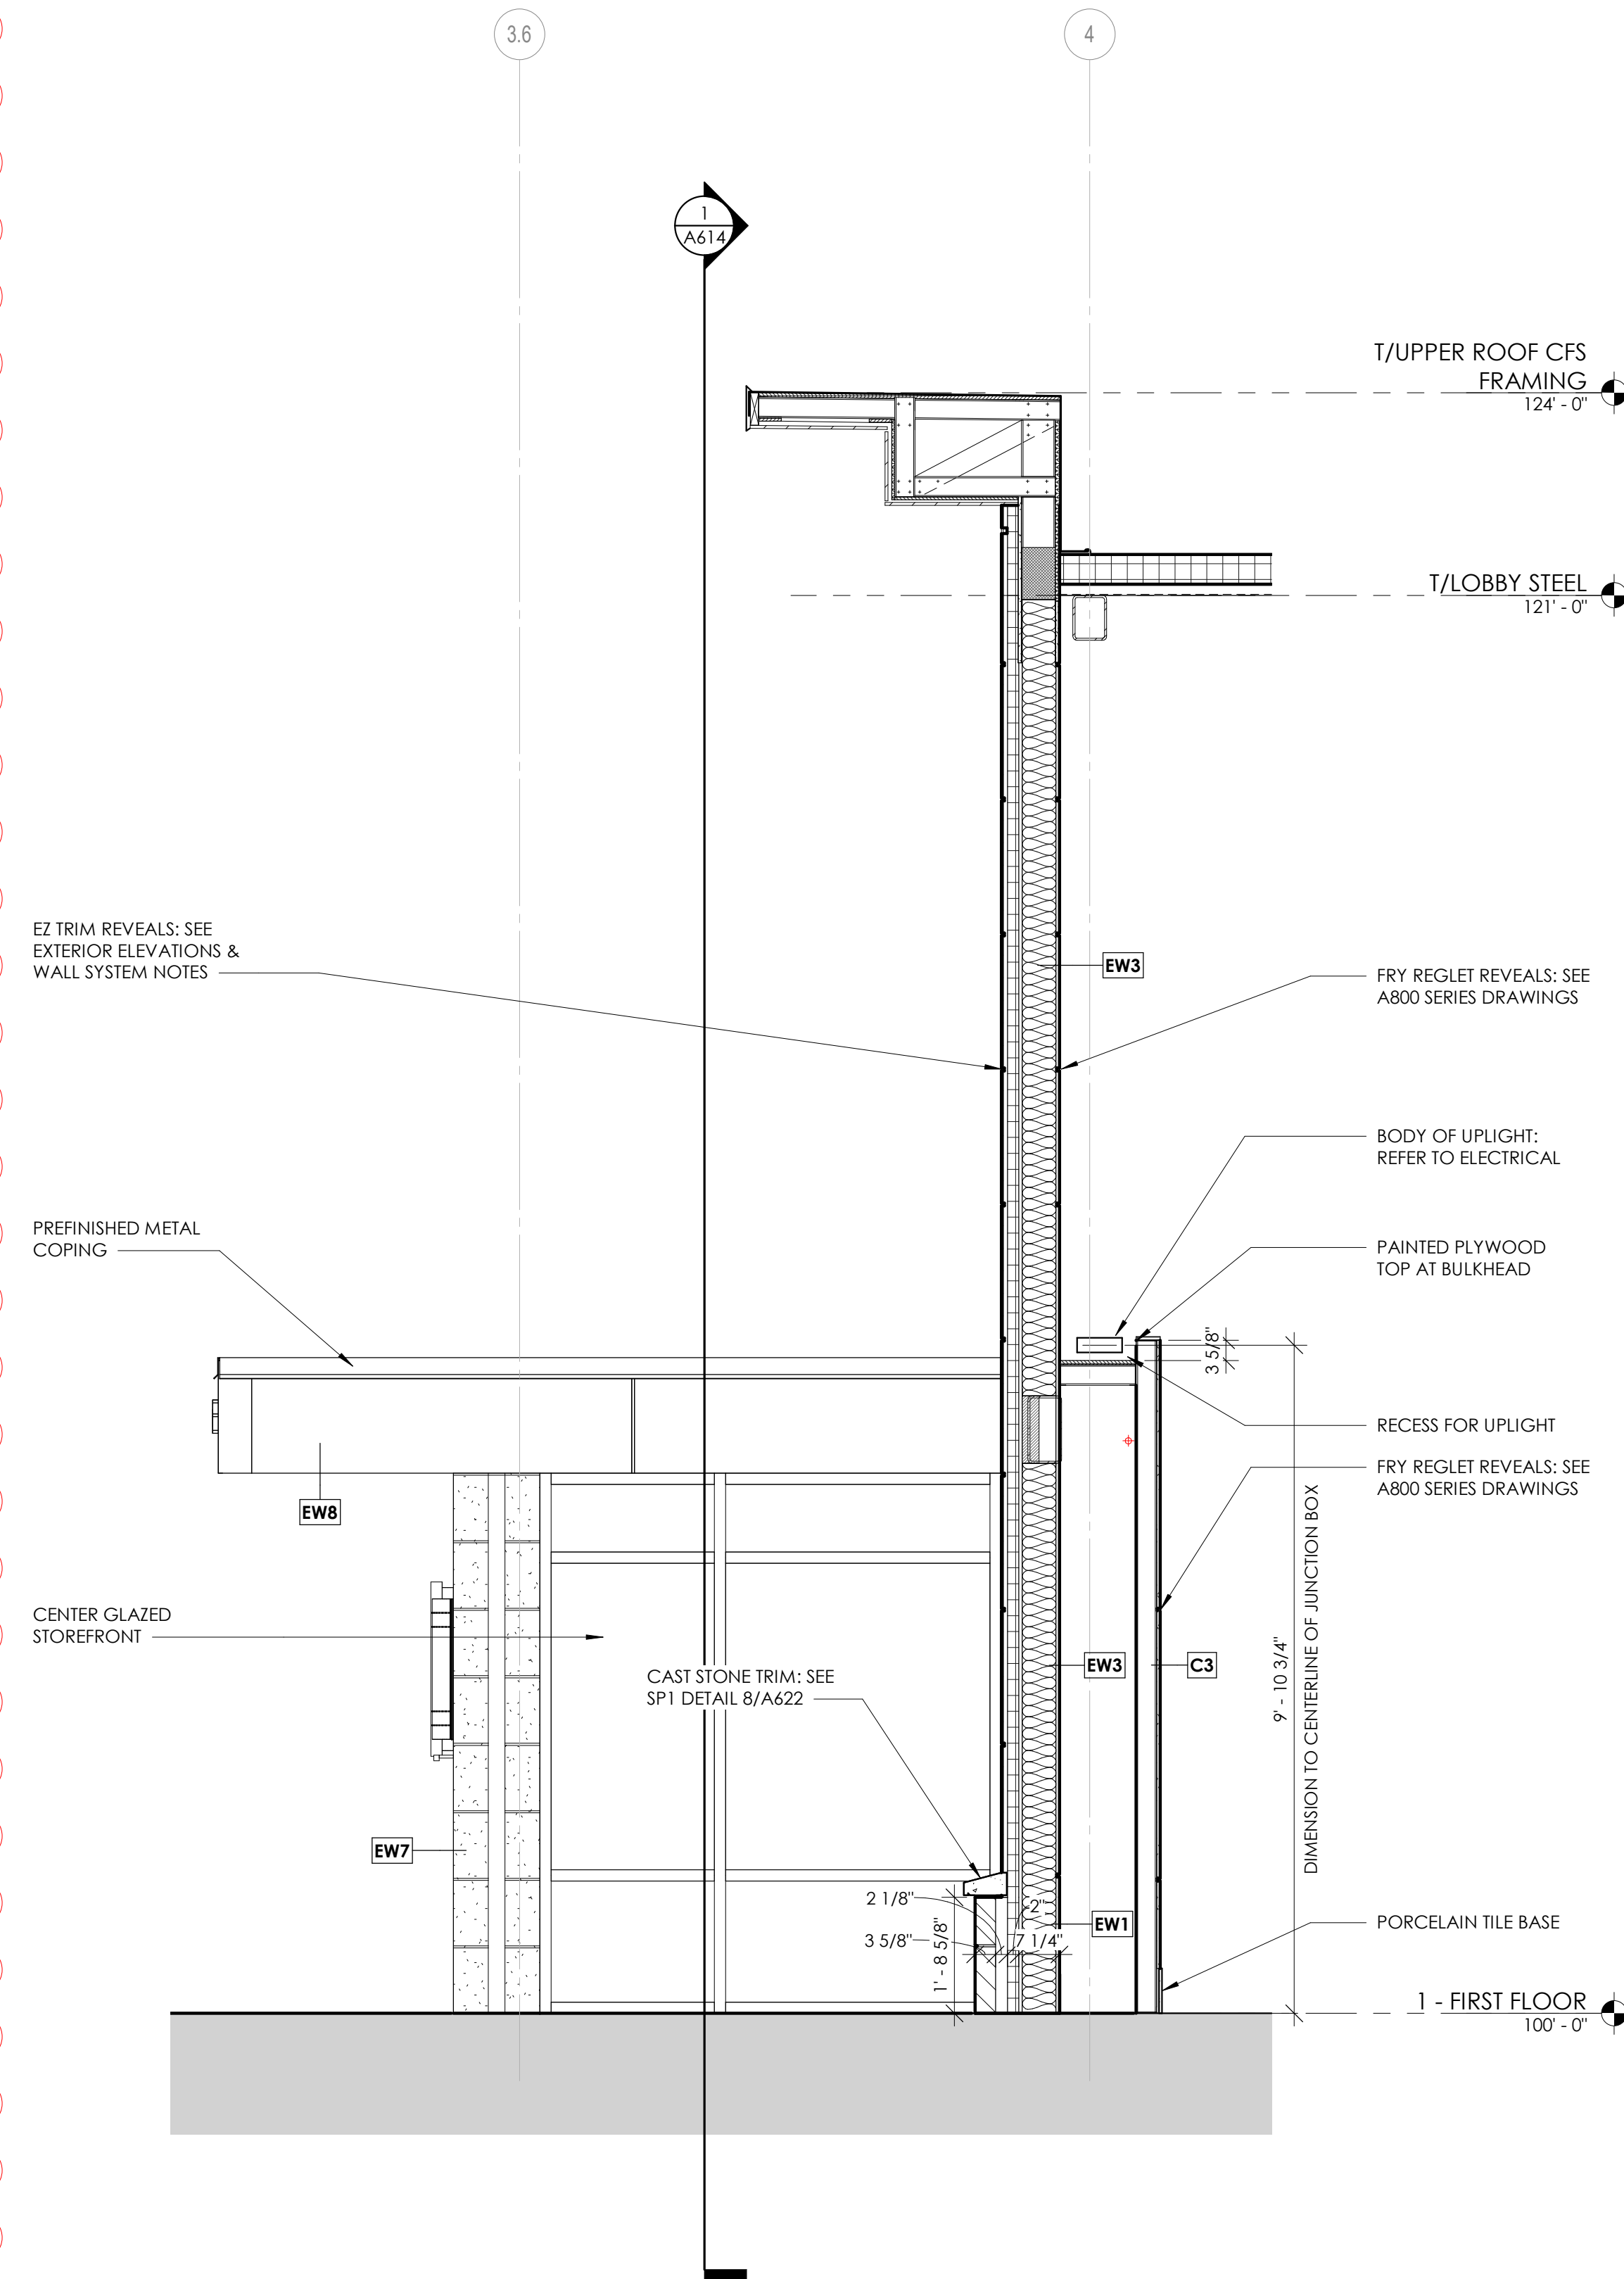 3.6
4
1
A614
T/UPPER ROOF CFS
FRAMING
124' - 0"
T/LOBBY STEEL
121' - 0"
EZ TRIM REVEALS: SEE
EXTERIOR ELEVATIONS &
WALL SYSTEM NOTES
EW3
FRY REGLET REVEALS: SEE
A800 SERIES DRAWINGS
BODY OF UPLIGHT:
REFER TO ELECTRICAL
PREFINISHED METAL
COPING
PAINTED PLYWOOD
TOP AT BULKHEAD
3 5/8"
RECESS FOR UPLIGHT
FRY REGLET REVEALS: SEE
A800 SERIES DRAWINGS
EW8
CENTER GLAZED
STOREFRONT
CAST STONE TRIM: SEE
SP1 DETAIL 8/A622
EW3
C3
9' - 10 3/4"
DIMENSION TO CENTERLINE OF JUNCTION BOX
EW7
2 1/8"
2"
EW1
3 5/8"
7 1/4"
1' - 8 5/8"
PORCELAIN TILE BASE
1 - FIRST FLOOR
100' - 0"